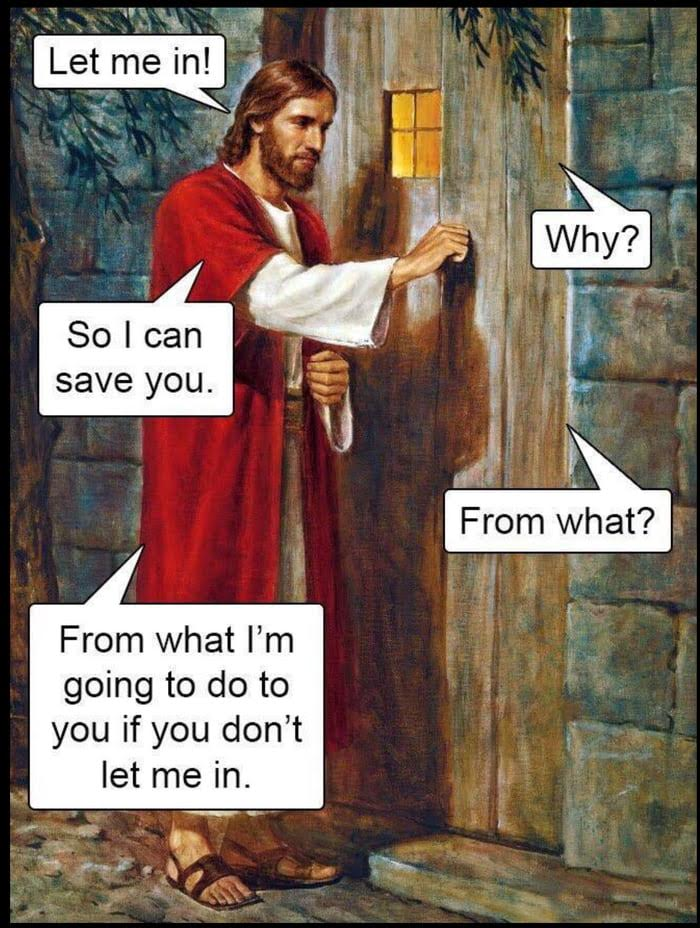 Let me in!
Why?
So I can
save you.
From what?
From what I'm
going to do to
you if you don't
let me in.